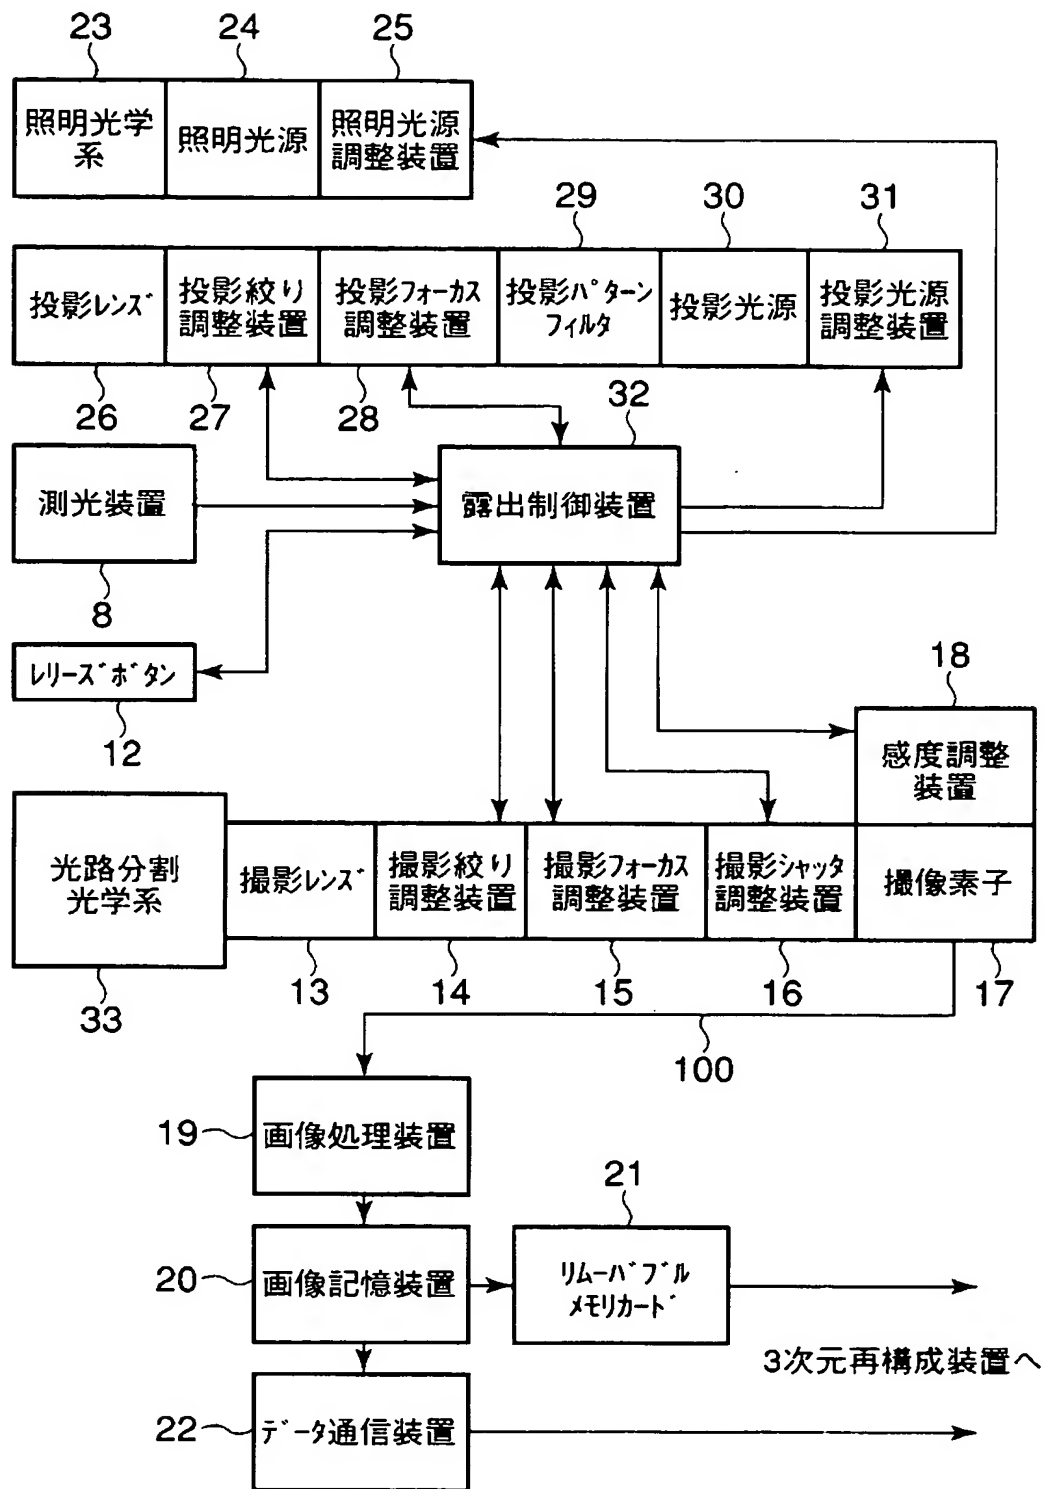 23
24
25
照明光学
系
照明光源
照明光源
調整装置
29
30
31
投影レンズ
投影絞り
調整装置
投影フォーカス
調整装置
投影パターン
フィルタ
投影光源
投影光源
調整装置
26
27
28
32
測光装置
露出制御装置
8
レリーズボタン
12
18
感度調整
装置
光路分割
光学系
撮影レンズ
撮影絞り
調整装置
撮影フォーカス
調整装置
撮影シャッタ
調整装置
撮像素子
33
13
14
15
16
17
100
19
画像処理装置
21
20
画像記憶装置
リムーバブル
メモリカード
3次元再構成装置へ
22
データ通信装置